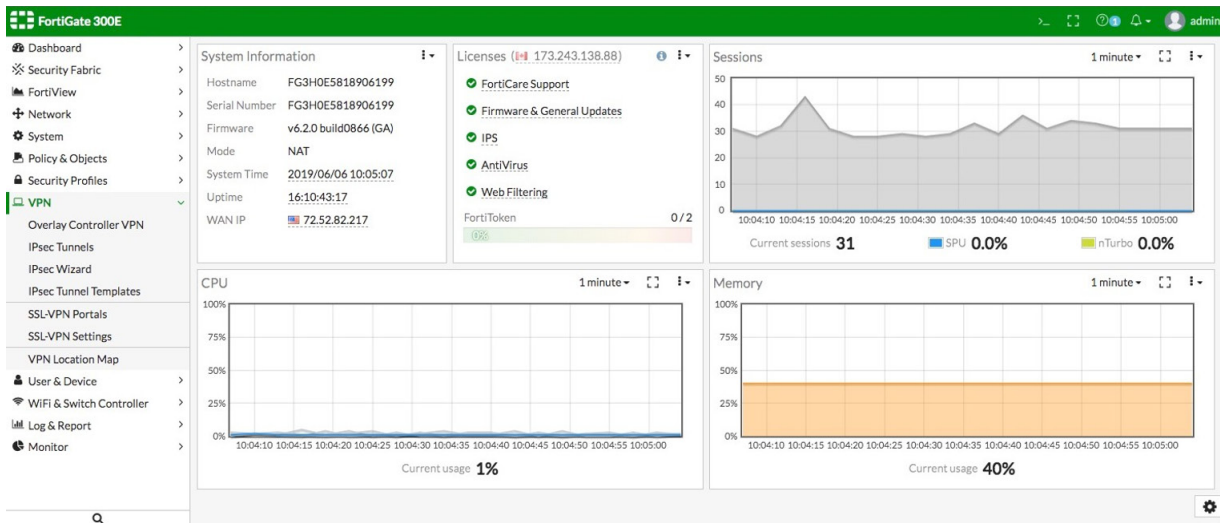 FortiGate 300E
>_
1
admin
Dashboard
Security Fabric
FortiView
Network
System
Policy & Objects
Security Profiles
VPN
Overlay Controller VPN
IPsec Tunnels
IPsec Wizard
IPsec Tunnel Templates
SSL-VPN Portals
SSL-VPN Settings
VPN Location Map
User & Device
WiFi & Switch Controller
Log & Report
Monitor
System Information
Hostname FG3H0E5818906199
Serial Number FG3H0E5818906199
Firmware v6.2.0 build0866 (GA)
Mode NAT
System Time 2019/06/06 10:05:07
Uptime 16:10:43:17
WAN IP 72.52.82.217
Licenses (173.243.138.88)
FortiCare Support
Firmware & General Updates
IPS
AntiVirus
Web Filtering
FortiToken 0/2
0%
Sessions 1 minute
50
40
30
20
10
0
10:04:10 10:04:15 10:04:20 10:04:25 10:04:30 10:04:35 10:04:40 10:04:45 10:04:50 10:04:55 10:05:00
Current sessions 31 SPU 0.0% nTurbo 0.0%
CPU 1 minute
100%
75%
50%
25%
0%
10:04:10 10:04:15 10:04:20 10:04:25 10:04:30 10:04:35 10:04:40 10:04:45 10:04:50 10:04:55 10:05:00
Current usage 1%
Memory 1 minute
100%
75%
50%
25%
0%
10:04:10 10:04:15 10:04:20 10:04:25 10:04:30 10:04:35 10:04:40 10:04:45 10:04:50 10:04:55 10:05:00
Current usage 40%